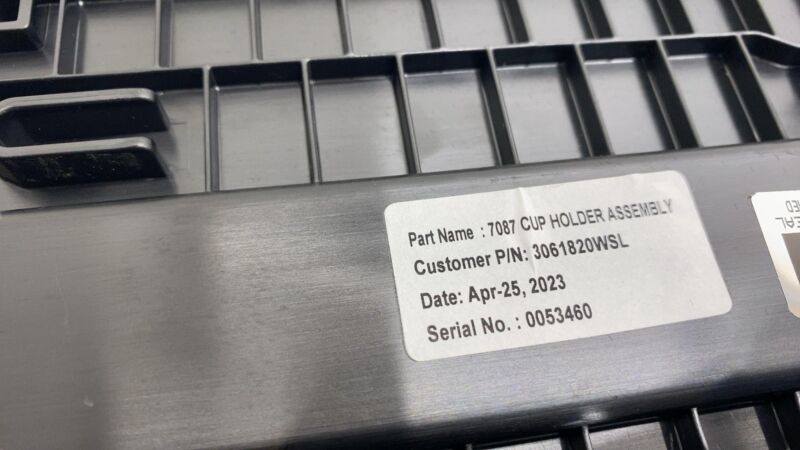 Part Name : 7087 CUP HOLDER ASSEMBLY
Customer P/N: 3061820WSL
Date: Apr-25, 2023
Serial No. : 0053460